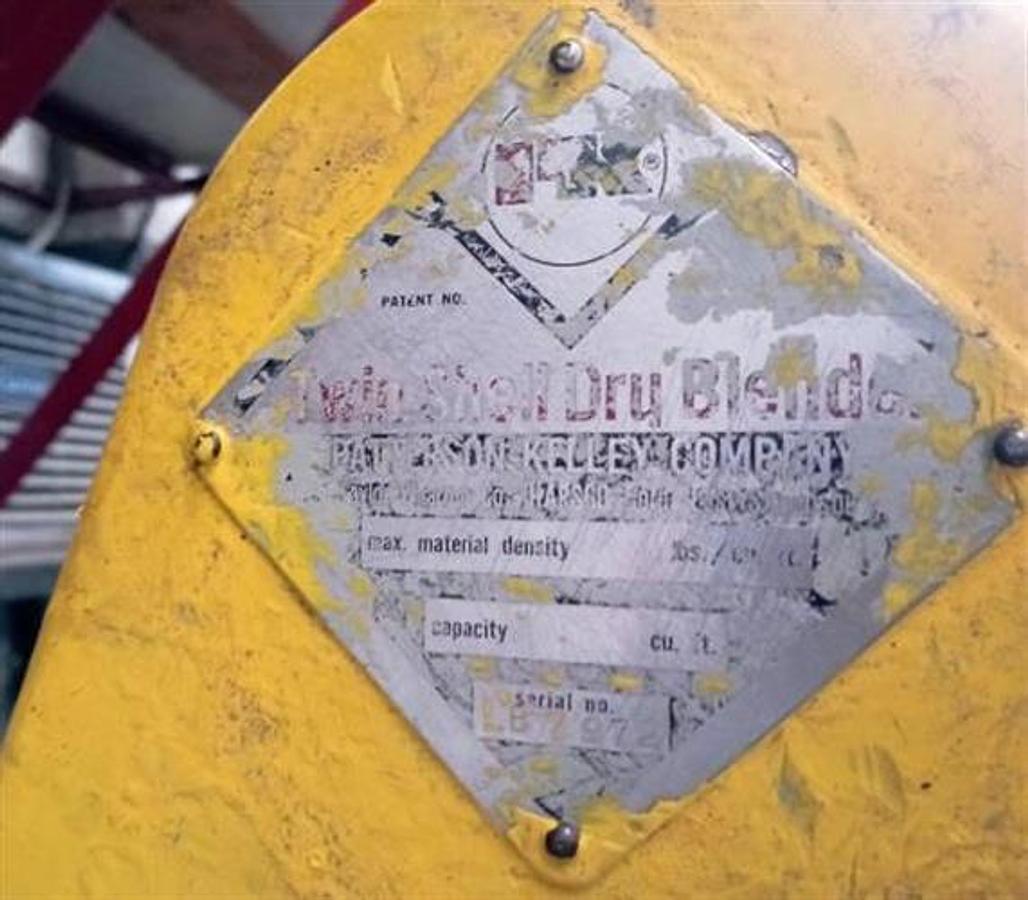 PATENT NO.
Twin Shell Dry Blender
PATTERSON-KELLEY COMPANY
HARSCO
max. material density lbs./cu. ft.
capacity cu. ft.
serial no.